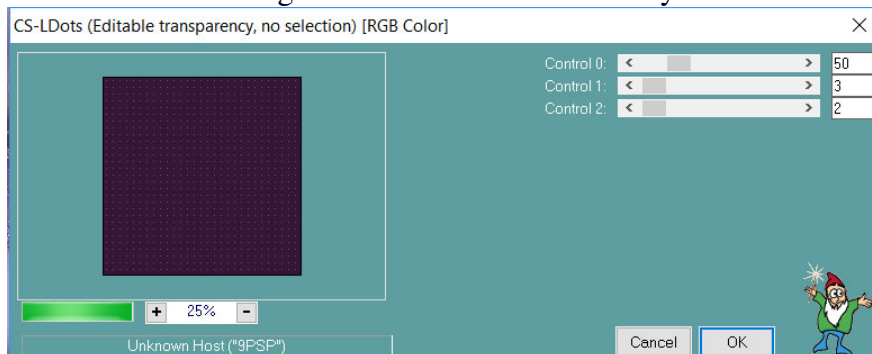 CS-LDots (Editable transparency, no selection) [RGB Color]
Control 0: 50
Control 1: 3
Control 2: 2
+ 25% -
Unknown Host ("9PSP")
Cancel OK